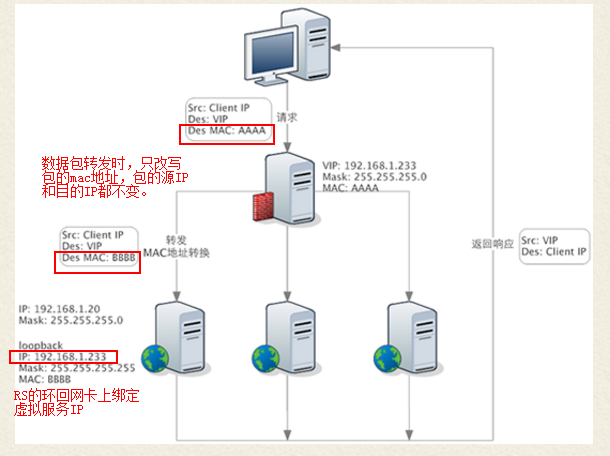 Src: Client IP
Des: VIP
Des MAC: AAAA
请求
数据包转发时，只改写
包的mac地址，包的源IP
和目的IP都不变。
VIP: 192.168.1.233
Mask: 255.255.255.0
MAC: AAAA
Src: Client IP
Des: VIP
Des MAC: BBBB
转发
MAC地址转换
返回响应
Src: VIP
Des: Client IP
IP: 192.168.1.20
Mask: 255.255.255.0
loopback
IP: 192.168.1.233
Mask: 255.255.255.255
MAC: BBBB
RS的环回网卡上绑定
虚拟服务IP